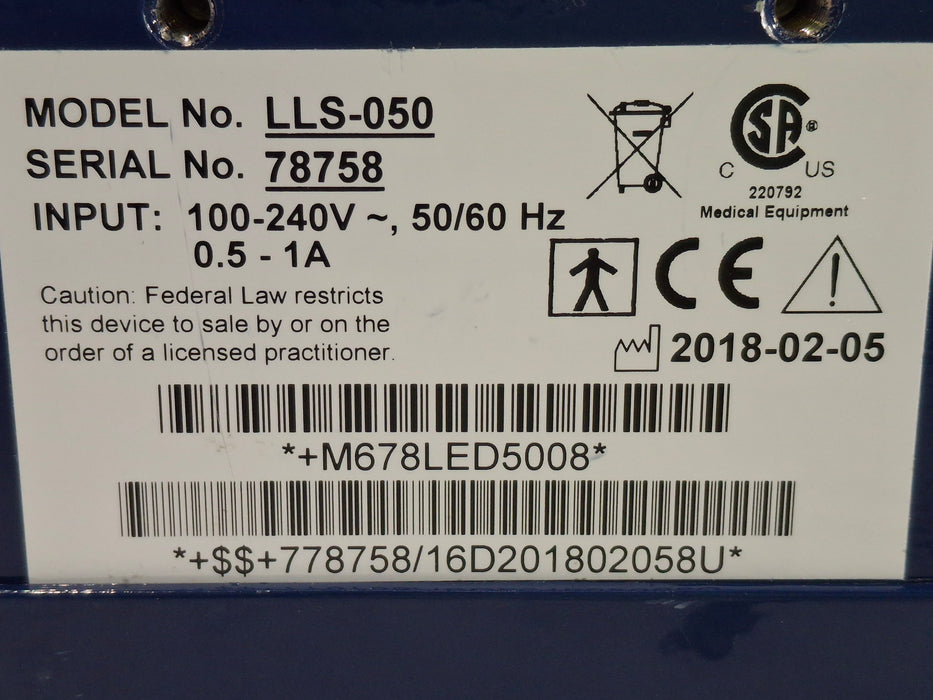 MODEL No. LLS-050
SERIAL No. 78758
INPUT: 100-240V ~, 50/60 Hz
0.5 - 1A
Caution: Federal Law restricts
this device to sale by or on the
order of a licensed practitioner.
CSA®
C US
220792
Medical Equipment
CE
2018-02-05
*+M678LED5008*
*+$$+778758/16D201802058U*